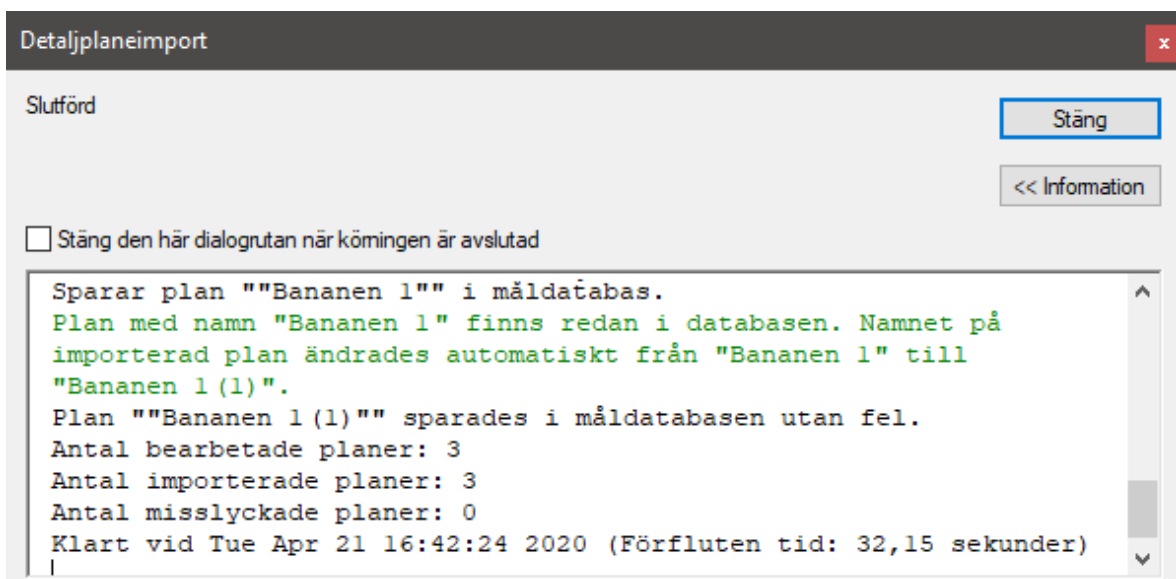 Detaljplaneimport
x
Slutförd
Stäng
<< Information
Stäng den här dialogrutan när körningen är avslutad
Sparar plan ""Bananen 1"" i måldatabas.
Plan med namn "Bananen 1" finns redan i databasen. Namnet på
importerad plan ändrades automatiskt från "Bananen 1" till
"Bananen 1(1)".
Plan ""Bananen 1(1)"" sparades i måldatabasen utan fel.
Antal bearbetade planer: 3
Antal importerade planer: 3
Antal misslyckade planer: 0
Klart vid Tue Apr 21 16:42:24 2020 (Förfluten tid: 32,15 sekunder)